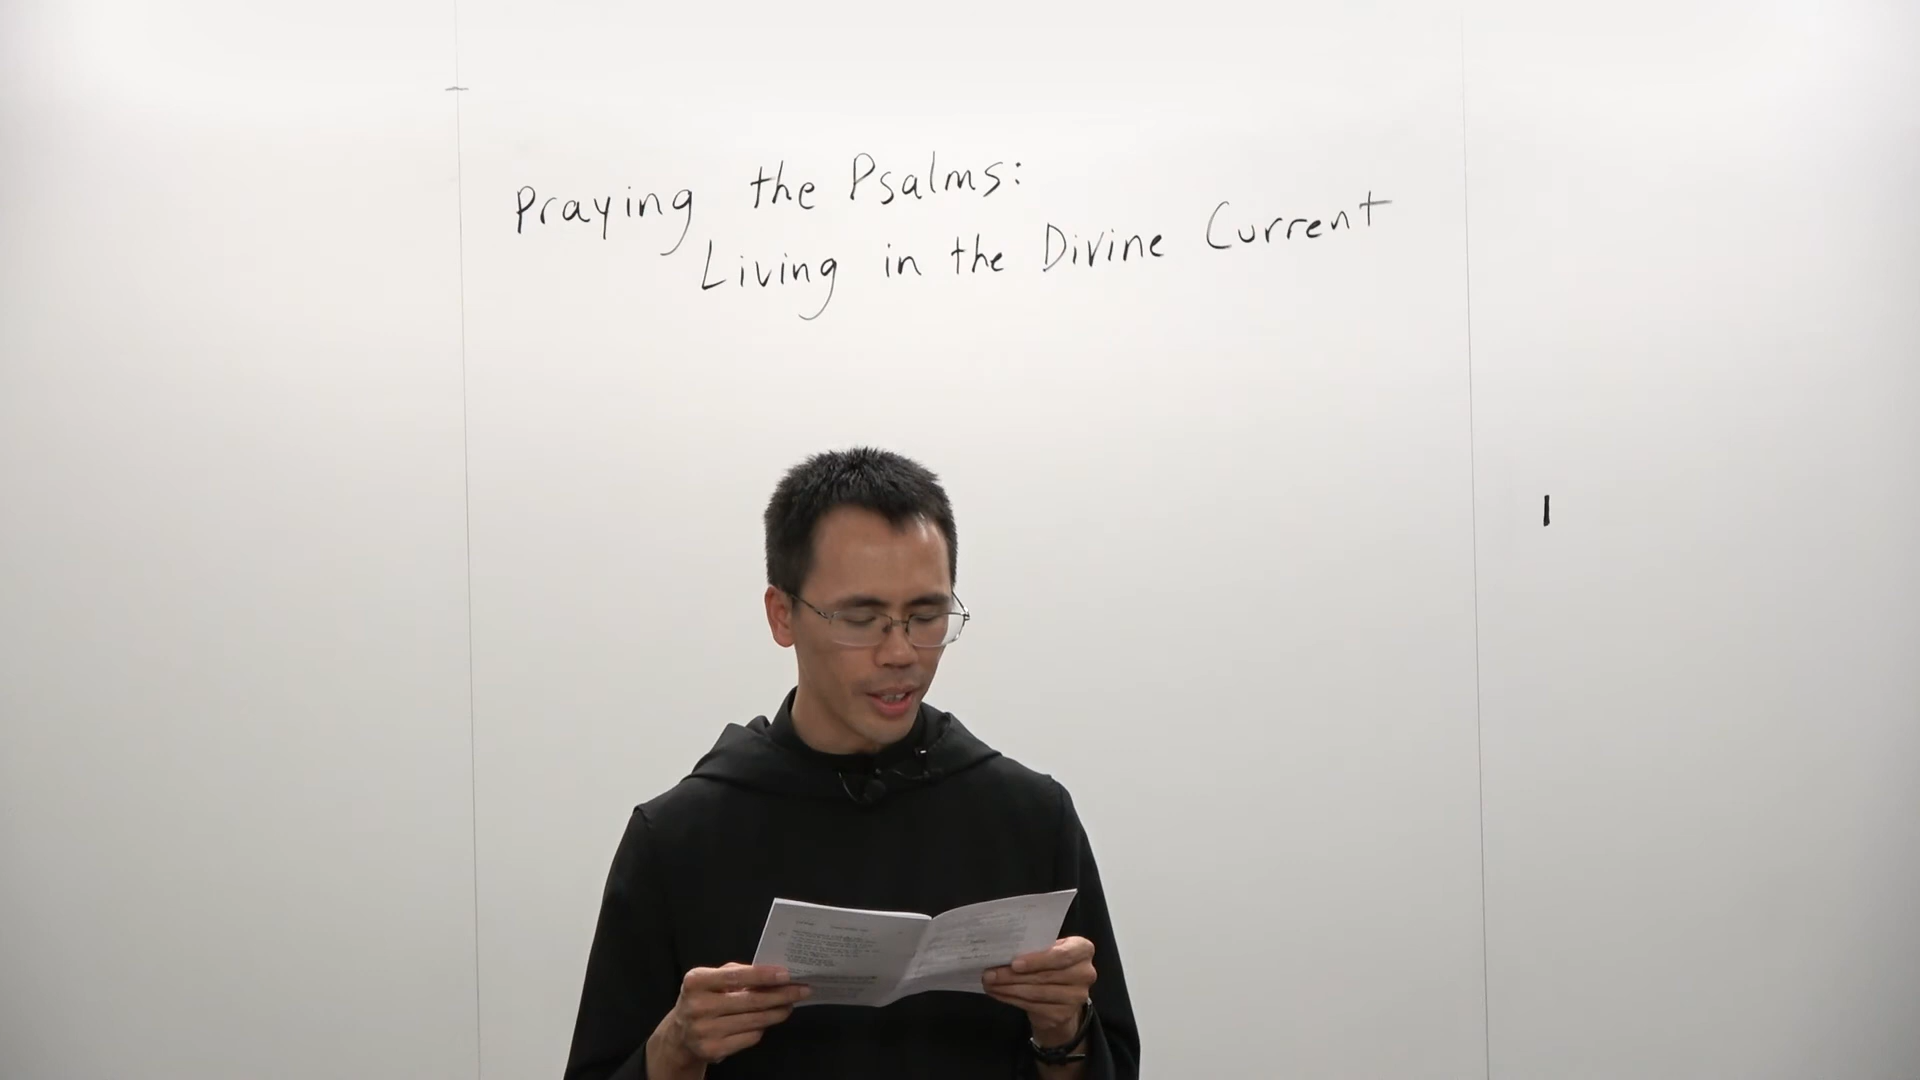 Praying the Psalms:
Living in the Divine Current